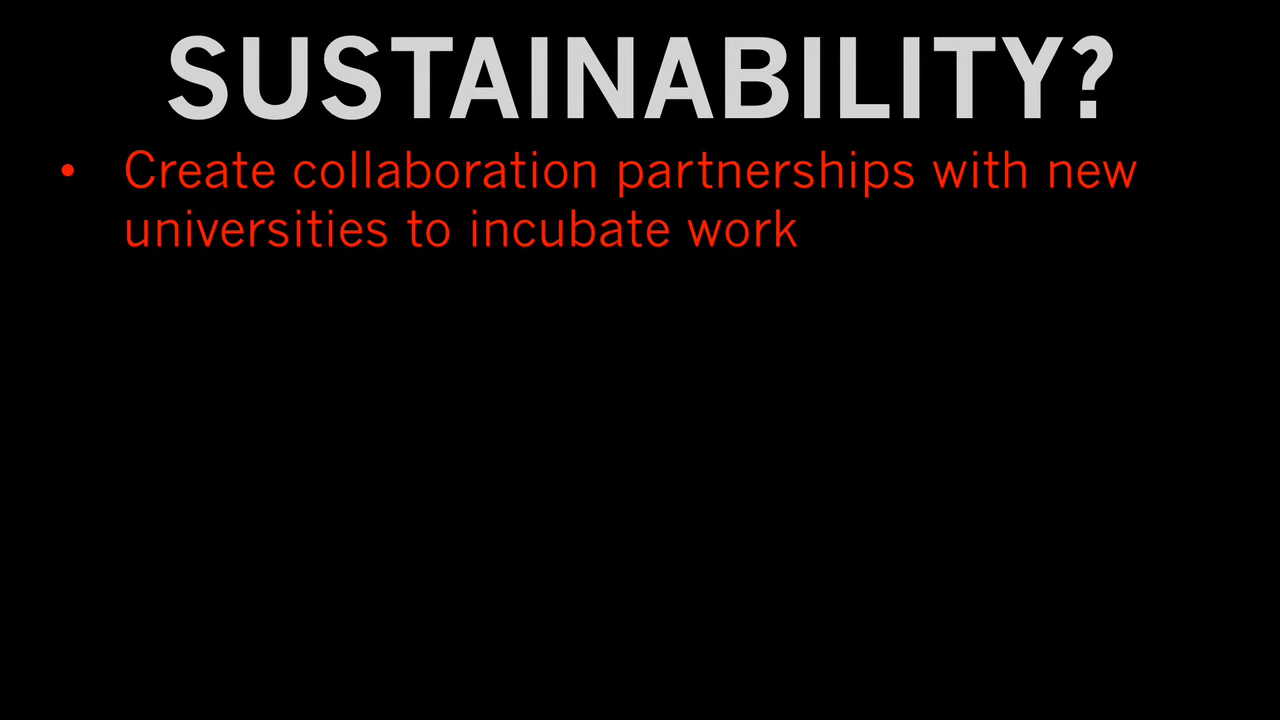 SUSTAINABILITY?
• Create collaboration partnerships with new
universities to incubate work